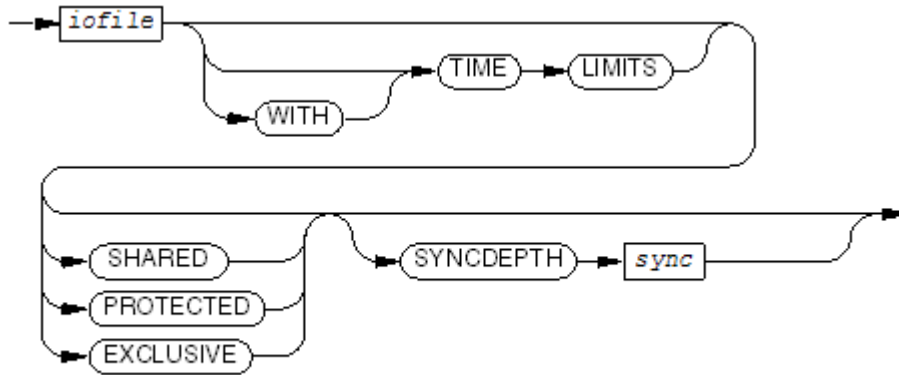 iofile
TIME LIMITS
WITH
SHARED SYNCDEPTH sync
PROTECTED
EXCLUSIVE